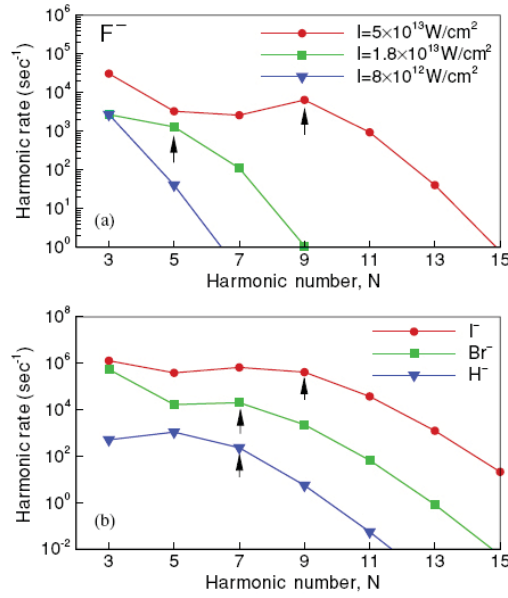 F⁻
I=5×10¹³W/cm²
I=1.8×10¹³W/cm²
I=8×10¹²W/cm²
Harmonic rate (sec⁻¹)
10⁶
10⁵
10⁴
10³
10²
10¹
10⁰
(a)
3 5 7 9 11 13 15
Harmonic number, N
I⁻
Br⁻
H⁻
Harmonic rate (sec⁻¹)
10⁸
10⁶
10⁴
10²
10⁰
10⁻²
(b)
3 5 7 9 11 13 15
Harmonic number, N